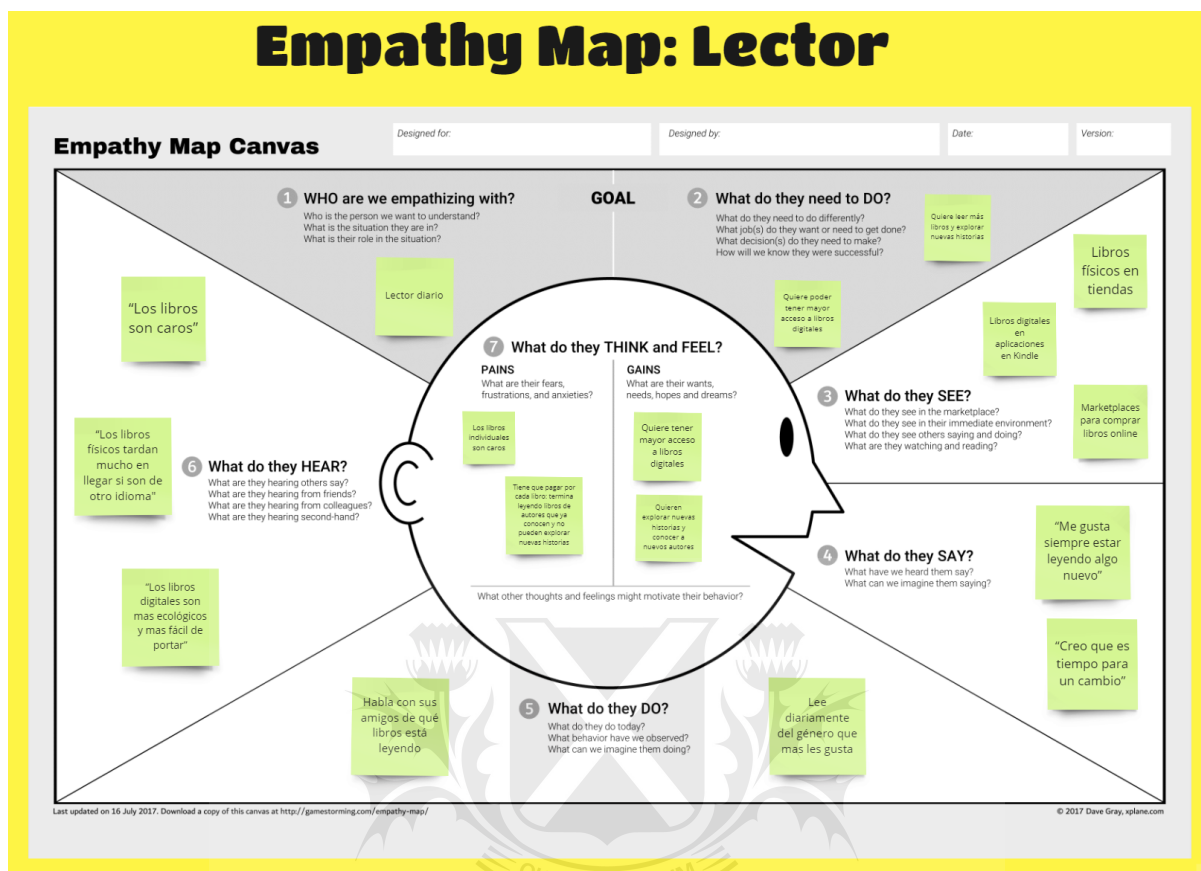 Empathy Map: Lector
Empathy Map Canvas
Designed for:
Designed by:
Date:
Version:
1 WHO are we empathizing with?
Who is the person we want to understand?
What is the situation they are in?
What is their role in the situation?
Lector diario
GOAL
2 What do they need to DO?
What do they need to do differently?
What job(s) do they want or need to get done?
What decision(s) do they need to make?
How will we know they were successful?
Quiere leer más
libros y explorar
nuevas historias
Quiere poder
tener mayor
acceso a libros
digitales
Libros
físicos en
tiendas
Libros digitales
en
aplicaciones
en Kindle
3 What do they SEE?
What do they see in the marketplace?
What do they see in their immediate environment?
What do they see others saying and doing?
What are they watching and reading?
Marketplaces
para comprar
libros online
4 What do they SAY?
What have we heard them say?
What can we imagine them saying?
“Me gusta
siempre estar
leyendo algo
nuevo”
“Creo que es
tiempo para
un cambio”
5 What do they DO?
What do they do today?
What behavior have we observed?
What can we imagine them doing?
Habla con sus
amigos de qué
libros está
leyendo
Lee
diariamente
del género que
mas les gusta
“Los libros
son caros”
“Los libros
físicos tardan
mucho en
llegar si son de
otro idioma”
6 What do they HEAR?
What are they hearing others say?
What are they hearing from friends?
What are they hearing from colleagues?
What are they hearing second-hand?
“Los libros
digitales son
mas ecológicos
y mas fácil de
portar”
7 What do they THINK and FEEL?
PAINS
What are their fears,
frustrations, and anxieties?
Los libros
individuales
son caros
Tiene que pagar por
cada libro: termina
leyendo libros de
autores que ya
conocen y no
pueden explorar
nuevas historias
GAINS
What are their wants,
needs, hopes and dreams?
Quiere tener
mayor acceso
a libros
digitales
Quieren
explorar nuevas
historias y
conocer a
nuevos autores
What other thoughts and feelings might motivate their behavior?
Last updated on 16 July 2017. Download a copy of this canvas at http://gamestorming.com/empathy-map/
© 2017 Dave Gray, xplane.com